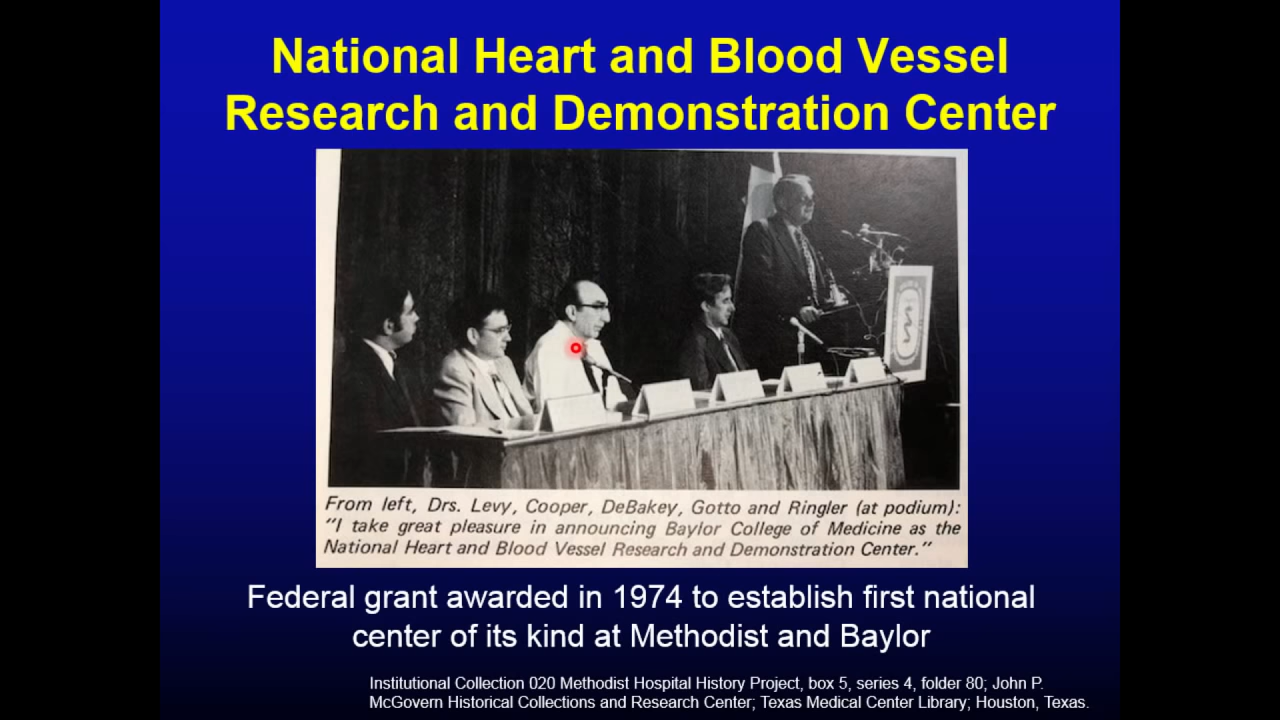 National Heart and Blood Vessel
Research and Demonstration Center
From left, Drs. Levy, Cooper, DeBakey, Gotto and Ringler (at podium):
"I take great pleasure in announcing Baylor College of Medicine as the
National Heart and Blood Vessel Research and Demonstration Center."
Federal grant awarded in 1974 to establish first national
center of its kind at Methodist and Baylor
Institutional Collection 020 Methodist Hospital History Project, box 5, series 4, folder 80; John P.
McGovern Historical Collections and Research Center; Texas Medical Center Library; Houston, Texas.